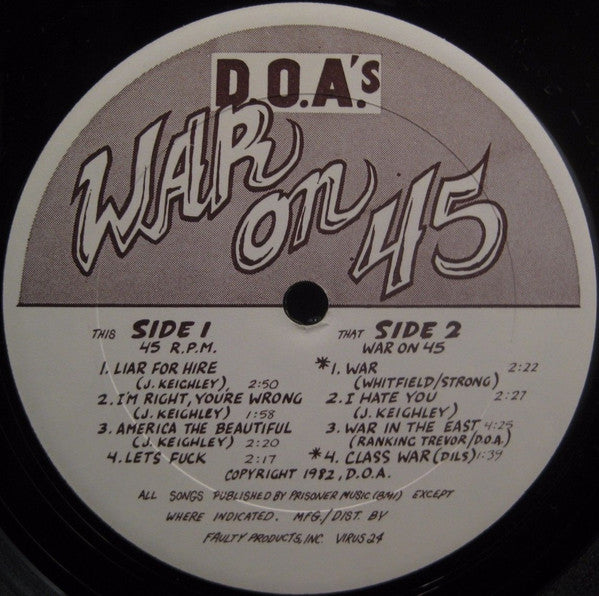 D.O.A.'s
WAR
on
45
THIS SIDE 1
45 R.P.M.
1. LIAR FOR HIRE
(J. KEIGHLEY) 2:50
2. I'M RIGHT, YOU'RE WRONG
(J. KEIGHLEY) 1:58
3. AMERICA THE BEAUTIFUL
(J. KEIGHLEY) 2:20
4. LETS FUCK 2:17
THAT SIDE 2
WAR ON 45
*1. WAR 2:22
(WHITFIELD/STRONG)
2. I HATE YOU 2:27
(J. KEIGHLEY)
3. WAR IN THE EAST 4:25
(RANKING TREVOR/D.O.A.)
*4. CLASS WAR (DILS) 1:39
COPYRIGHT 1982, D.O.A.
ALL SONGS PUBLISHED BY PRISONER MUSIC (BMI) EXCEPT
WHERE INDICATED. MFG./DIST. BY
FAULTY PRODUCTS, INC. VIRUS 24